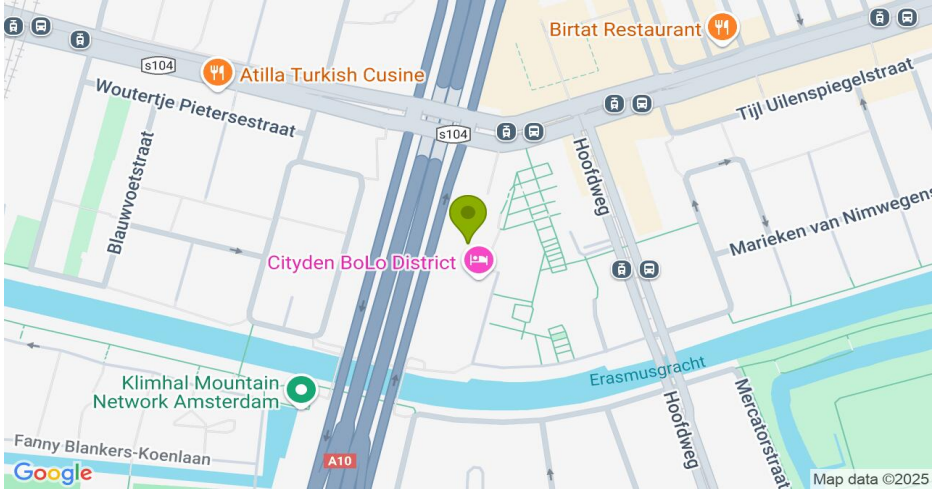 Birtat Restaurant
s104
Atilla Turkish Cusine
Woutertje Pietersestraat
Tijl Uilenspiegelstraat
s104
Hoofdweg
Blauwvoetstraat
Marieken van Nimwegens
Cityden BoLo District
Erasmusgracht
Klimhal Mountain
Network Amsterdam
Hoofdweg
Mercatorstraat
Fanny Blankers-Koenlaan
A10
Google
Map data ©2025